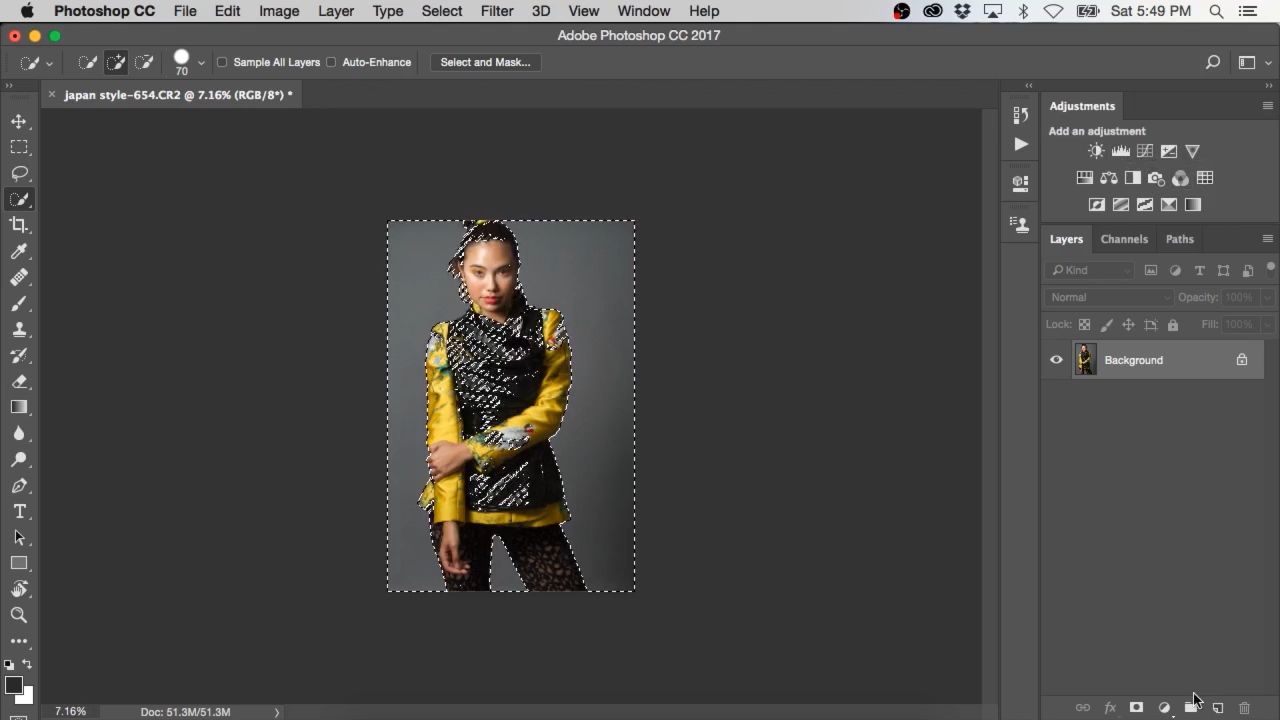 Photoshop CC File Edit Image Layer Type Select Filter 3D View Window Help Sat 5:49 PM
Adobe Photoshop CC 2017
70 Sample All Layers Auto-Enhance Select and Mask...
× japan style-654.CR2 @ 7.16% (RGB/8*) *
Adjustments
Add an adjustment
Layers Channels Paths
Kind
Normal Opacity: 100%
Lock: Fill: 100%
Background
7.16% Doc: 51.3M/51.3M